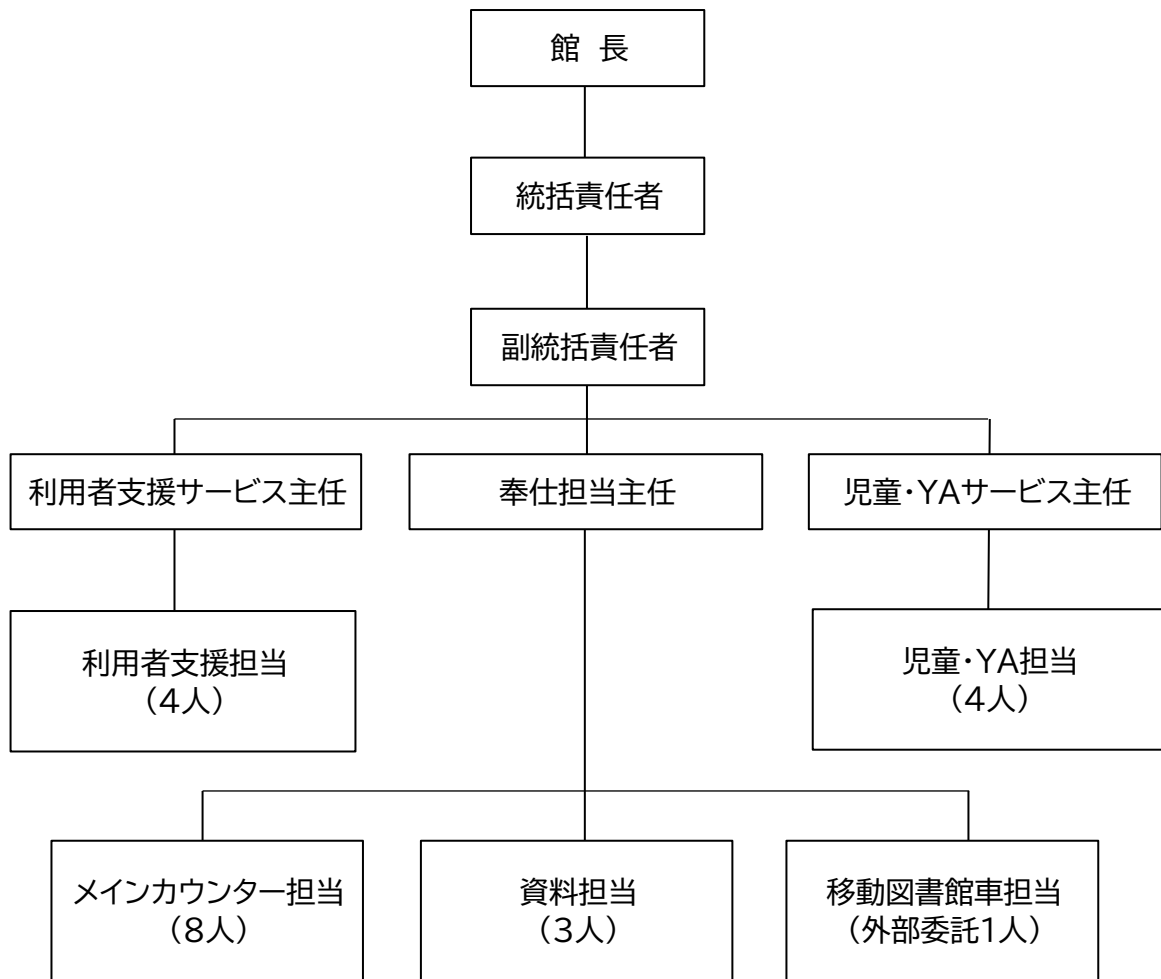 館 長
統括責任者
副統括責任者
利用者支援サービス主任
奉仕担当主任
児童・YAサービス主任
利用者支援担当
（4人）
児童・YA担当
（4人）
メインカウンター担当
（8人）
資料担当
（3人）
移動図書館車担当
（外部委託1人）